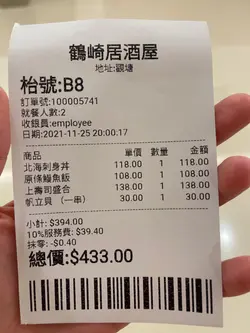 鶴崎居酒屋
地址:觀塘
枱號:B8
訂單號:100005741
就餐人數:2
收銀員:employee
日期:2021-11-25 20:00:17
商品 單價 數量 金額
北海刺身丼 118.00 1 118.00
原條鰻魚飯 108.00 1 108.00
上壽司盛合 138.00 1 138.00
帆立貝 （一串） 30.00 1 30.00
小計: $394.00
10%服務費: $39.40
抹零: -$0.40
總價:$433.00